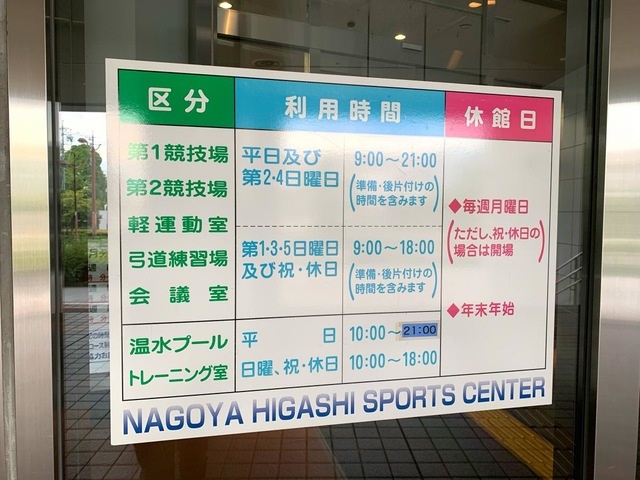 区分
利用時間
休館日
第1競技場
第2競技場
軽運動室
弓道練習場
会議室
平日及び
第2・4日曜日
9:00～21:00
(準備・後片付けの
時間を含みます)
第1・3・5日曜日
及び祝・休日
9:00～18:00
(準備・後片付けの
時間を含みます)
◆毎週月曜日
(ただし、祝・休日の
場合は開場)
◆年末年始
温水プール
トレーニング室
平日
10:00～21:00
日曜、祝・休日
10:00～18:00
NAGOYA HIGASHI SPORTS CENTER